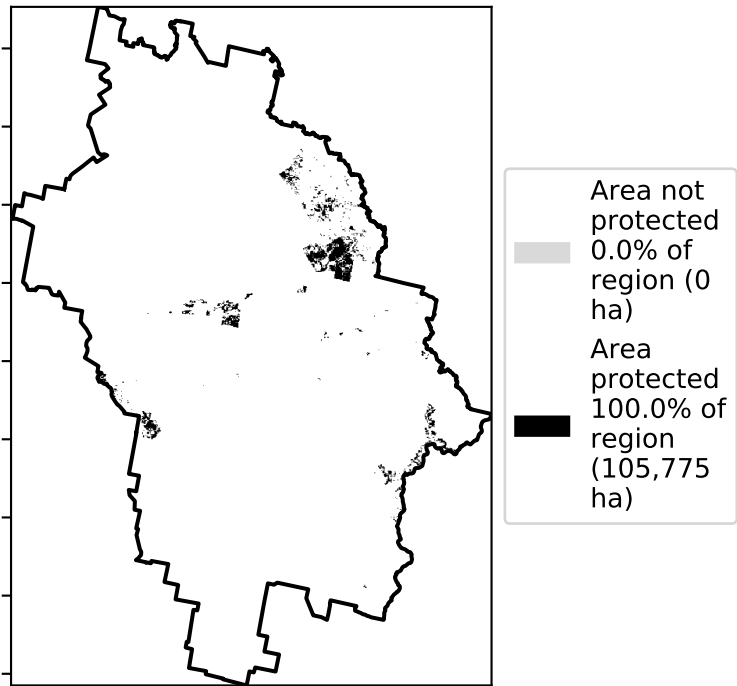 Area not
protected
0.0% of
region (0
ha)
Area
protected
100.0% of
region
(105,775
ha)